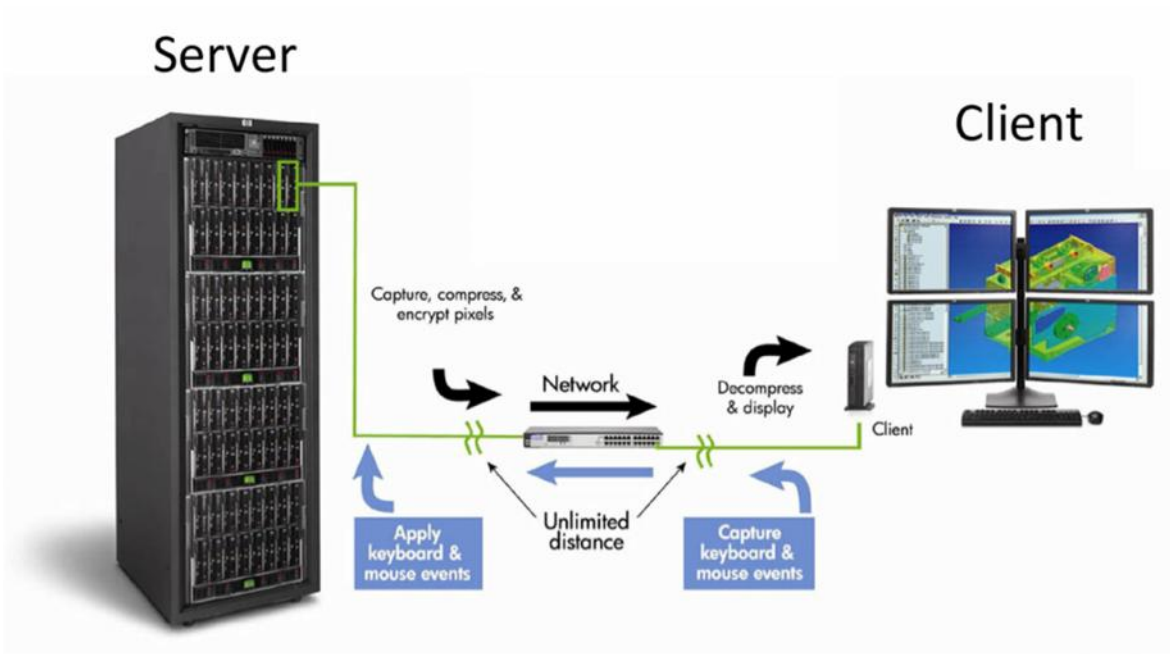 Server
Client
Capture, compress, &
encrypt pixels
Network
Decompress
& display
Client
Unlimited
distance
Apply
keyboard &
mouse events
Capture
keyboard &
mouse events